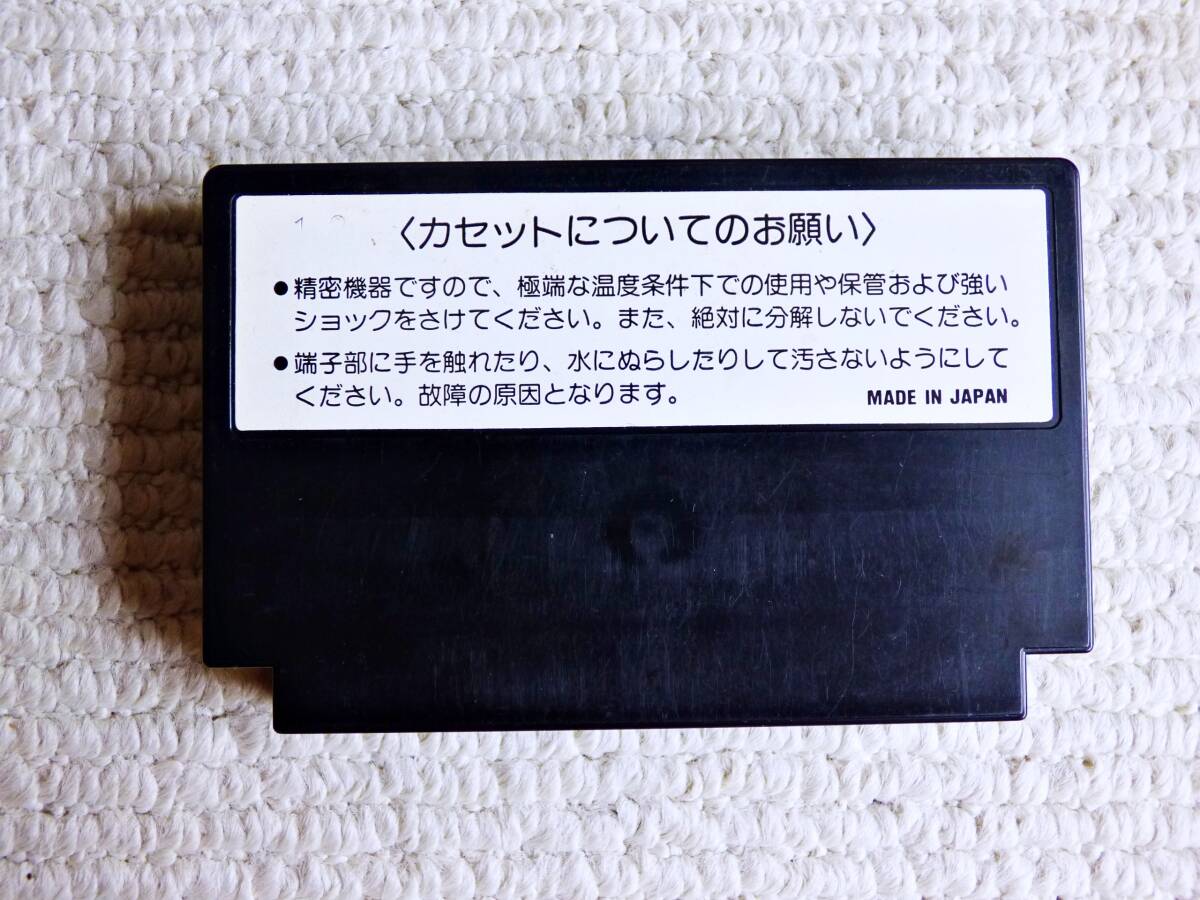 〈カセットについてのお願い〉
●精密機器ですので、極端な温度条件下での使用や保管および強い
ショックをさけてください。また、絶対に分解しないでください。
●端子部に手を触れたり、水にぬらしたりして汚さないようにして
ください。故障の原因となります。
MADE IN JAPAN